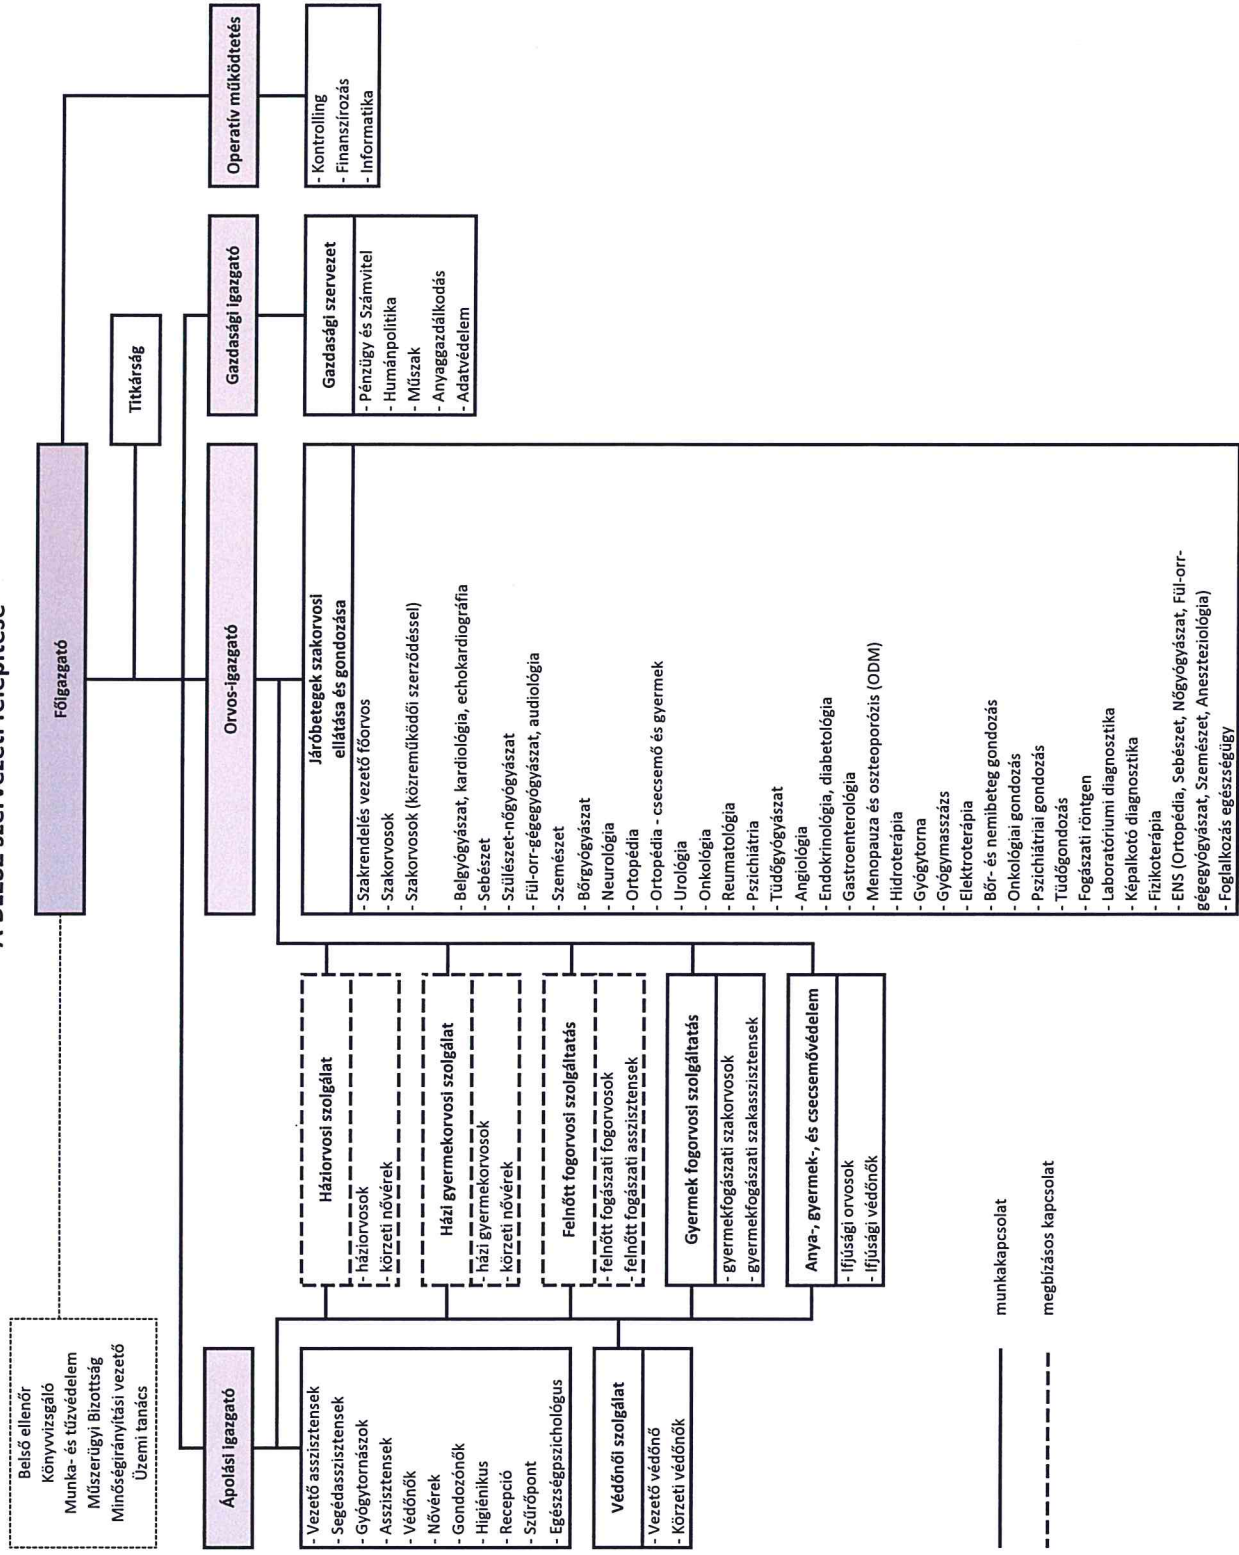 Belső ellenőr
Könyvvizsgáló
Munka- és tűzvédelem
Műszerügyi Bizottság
Minőségirányítási vezető
Üzemi tanács
Főigazgató
Titkárság
Ápolási igazgató
Orvos-igazgató
Gazdasági igazgató
Operatív működtetés
- Vezető asszisztensek
- Segédasszisztensek
- Gyógytornászok
- Asszisztensek
- Védőnők
- Nővérek
- Gondozónők
- Higiénikus
- Recepció
- Szűrőpont
- Egészségpszichológus
Védőnői szolgálat
- Vezető védőnő
- Körzeti védőnők
Háziorvosi szolgálat
- háziorvosok
- körzeti nővérek
Házi gyermekorvosi szolgálat
- házi gyermekorvosok
- körzeti nővérek
Felnőtt fogorvosi szolgáltatás
- felnőtt fogászati fogorvosok
- felnőtt fogászati asszisztensek
Gyermek fogorvosi szolgáltatás
- gyermekfogászati szakorvosok
- gyermekfogászati szakasszisztensek
Anya-, gyermek-, és csecsemővédelem
- Ifjúsági orvosok
- Ifjúsági védőnők
Járóbetegek szakorvosi
ellátása és gondozása
- Szakrendelés vezető főorvos
- Szakorvosok
- Szakorvosok (közreműködői szerződéssel)
- Belgyógyászat, kardiológia, echokardiográfia
- Sebészet
- Szülészet-nőgyógyászat
- Fül-orr-gégegyógyászat, audiológia
- Szemészet
- Bőrgyógyászat
- Neurológia
- Ortopédia
- Ortopédia - csecsemő és gyermek
- Urológia
- Onkológia
- Reumatológia
- Pszichiátria
- Tüdőgyógyászat
- Angiológia
- Endokrinológia, diabetológia
- Gastroenterológia
- Menopauza és oszteoporózis (ODM)
- Hidroterápia
- Gyógytorna
- Gyógymasszázs
- Elektroterápia
- Bőr- és nemibeteg gondozás
- Onkológiai gondozás
- Pszichiátriai gondozás
- Tüdőgondozás
- Fogászati röntgen
- Laboratóriumi diagnosztika
- Képalkotó diagnosztika
- Fizikoterápia
- ENS (Ortopédia, Sebészet, Nőgyógyászat, Fül-orr-
gégegyógyászat, Szemészet, Aneszteziológia)
- Foglalkozás egészségügy
Gazdasági szervezet
- Pénzügy és Számvitel
- Humánpolitika
- Műszak
- Anyaggazdálkodás
- Adatvédelem
- Kontrolling
- Finanszírozás
- Informatika
munkakapcsolat
megbízásos kapcsolat